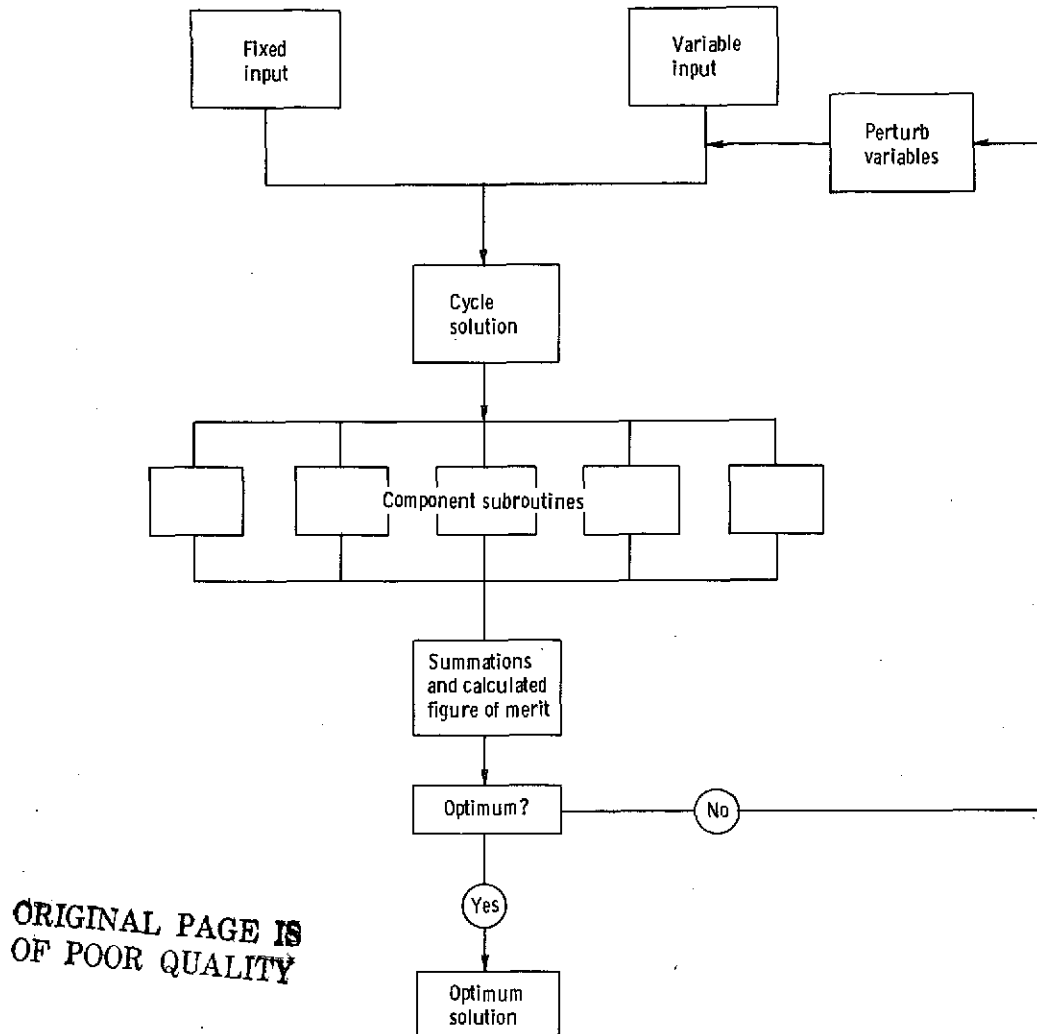 Fixed
input
Variable
input
Perturb
variables
Cycle
solution
Component subroutines
Summations
and calculated
figure of merit
Optimum?
No
Yes
ORIGINAL PAGE IS
OF POOR QUALITY
Optimum
solution